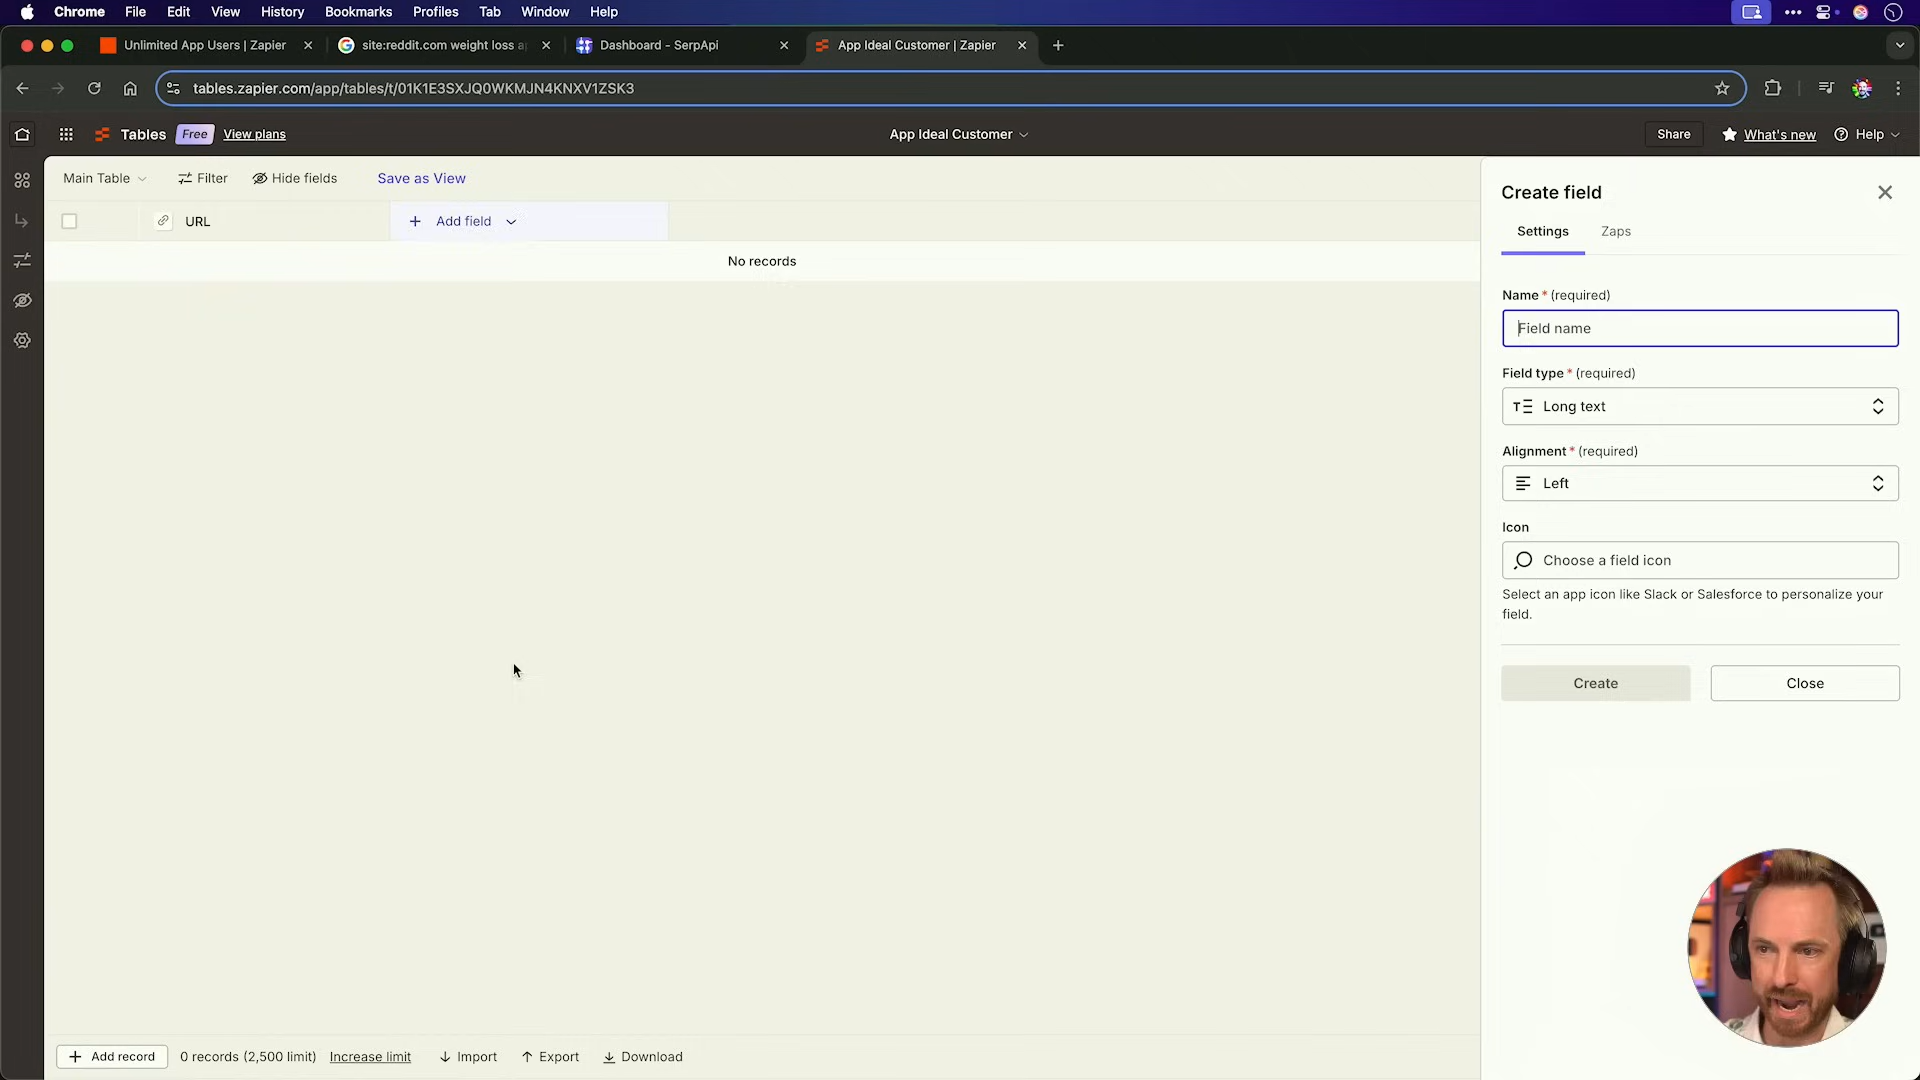 Chrome File Edit View History Bookmarks Profiles Tab Window Help
Unlimited App Users | Zapier
site:reddit.com weight loss a
Dashboard - SerpApi
App Ideal Customer | Zapier
tables.zapier.com/app/tables/t/01K1E3SXJQ0WKMJN4KNXV1ZSK3
Tables Free View plans
App Ideal Customer
Share What's new Help
Main Table Filter Hide fields Save as View
URL Add field
No records
Create field
Settings Zaps
Name * (required)
Field name
Field type * (required)
Long text
Alignment * (required)
Left
Icon
Choose a field icon
Select an app icon like Slack or Salesforce to personalize your
field.
Create Close
Add record 0 records (2,500 limit) Increase limit Import Export Download